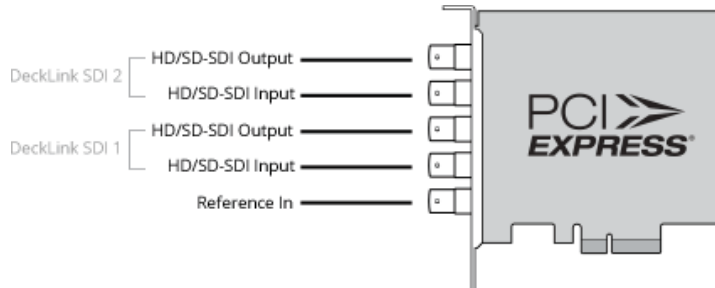 DeckLink SDI 2
HD/SD-SDI Output
HD/SD-SDI Input
DeckLink SDI 1
HD/SD-SDI Output
HD/SD-SDI Input
Reference In
PCI
EXPRESS®